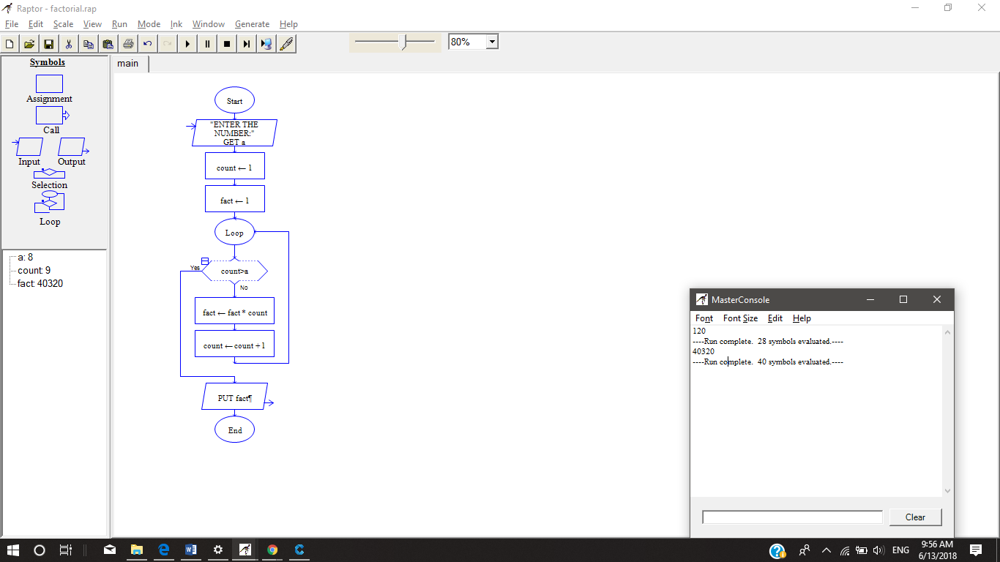 Raptor - factorial.rap
File Edit Scale View Run Mode Ink Window Generate Help
80%
Symbols
Assignment
Call
Input Output
Selection
Loop
a: 8
count: 9
fact: 40320
main
Start
"ENTER THE
NUMBER:"
GET a
count ← 1
fact ← 1
Loop
Yes
count>a
No
fact ← fact * count
count ← count + 1
PUT fact¶
End
MasterConsole
Font Font Size Edit Help
120
----Run complete. 28 symbols evaluated.----
40320
----Run complete. 40 symbols evaluated.----
Clear
ENG
9:56 AM
6/13/2018